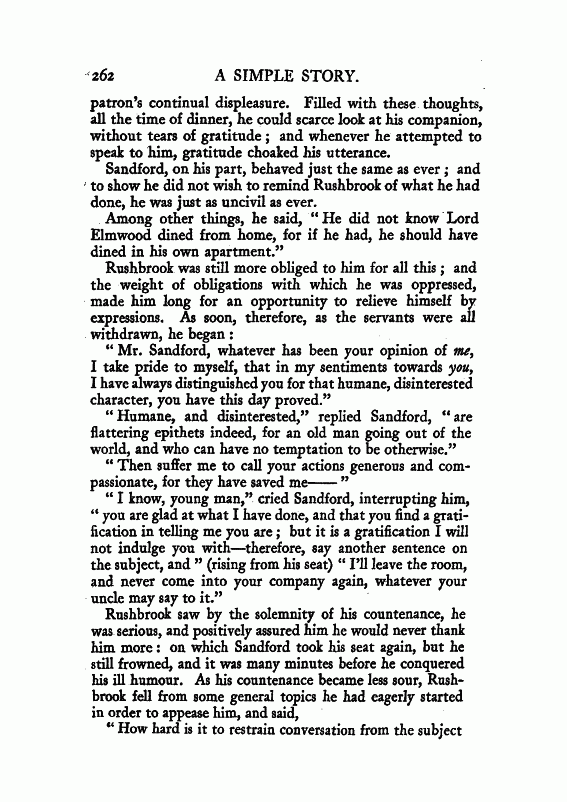 262 A SIMPLE STORY.
patron's continual displeasure. Filled with these thoughts,
all the time of dinner, he could scarce look at his companion,
without tears of gratitude; and whenever he attempted to
speak to him, gratitude choaked his utterance.
Sandford, on his part, behaved just the same as ever; and
to show he did not wish to remind Rushbrook of what he had
done, he was just as uncivil as ever.
Among other things, he said, "He did not know Lord
Elmwood dined from home, for if he had, he should have
dined in his own apartment."
Rushbrook was still more obliged to him for all this; and
the weight of obligations with which he was oppressed,
made him long for an opportunity to relieve himself by
expressions. As soon, therefore, as the servants were all
withdrawn, he began:
"Mr. Sandford, whatever has been your opinion of me,
I take pride to myself, that in my sentiments towards you,
I have always distinguished you for that humane, disinterested
character, you have this day proved."
"Humane, and disinterested," replied Sandford, "are
flattering epithets indeed, for an old man going out of the
world, and who can have no temptation to be otherwise."
"Then suffer me to call your actions generous and com-
passionate, for they have saved me——"
"I know, young man," cried Sandford, interrupting him,
"you are glad at what I have done, and that you find a grati-
fication in telling me you are; but it is a gratification I will
not indulge you with—therefore, say another sentence on
the subject, and" (rising from his seat) "I'll leave the room,
and never come into your company again, whatever your
uncle may say to it."
Rushbrook saw by the solemnity of his countenance, he
was serious, and positively assured him he would never thank
him more: on which Sandford took his seat again, but he
still frowned, and it was many minutes before he conquered
his ill humour. As his countenance became less sour, Rush-
brook fell from some general topics he had eagerly started
in order to appease him, and said,
"How hard is it to restrain conversation from the subject